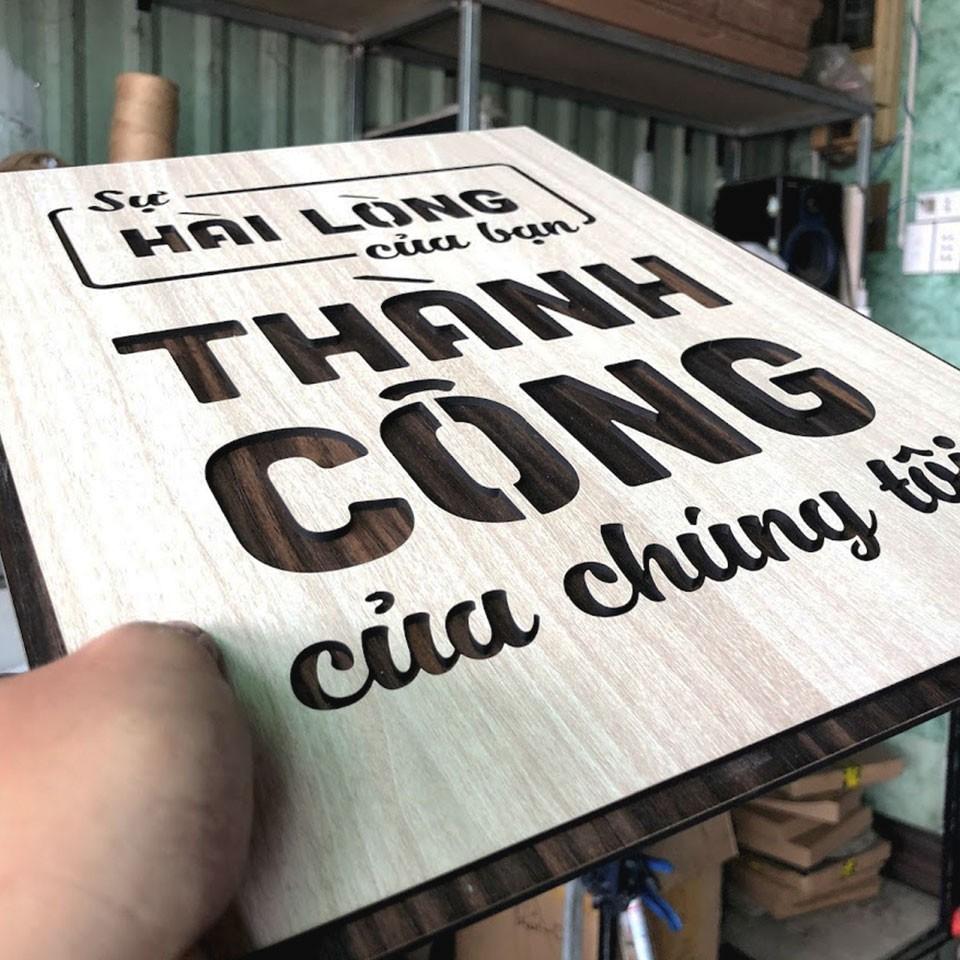 Sự
HÀI LÒNG
của bạn
THÀNH
CÔNG
của chúng tôi